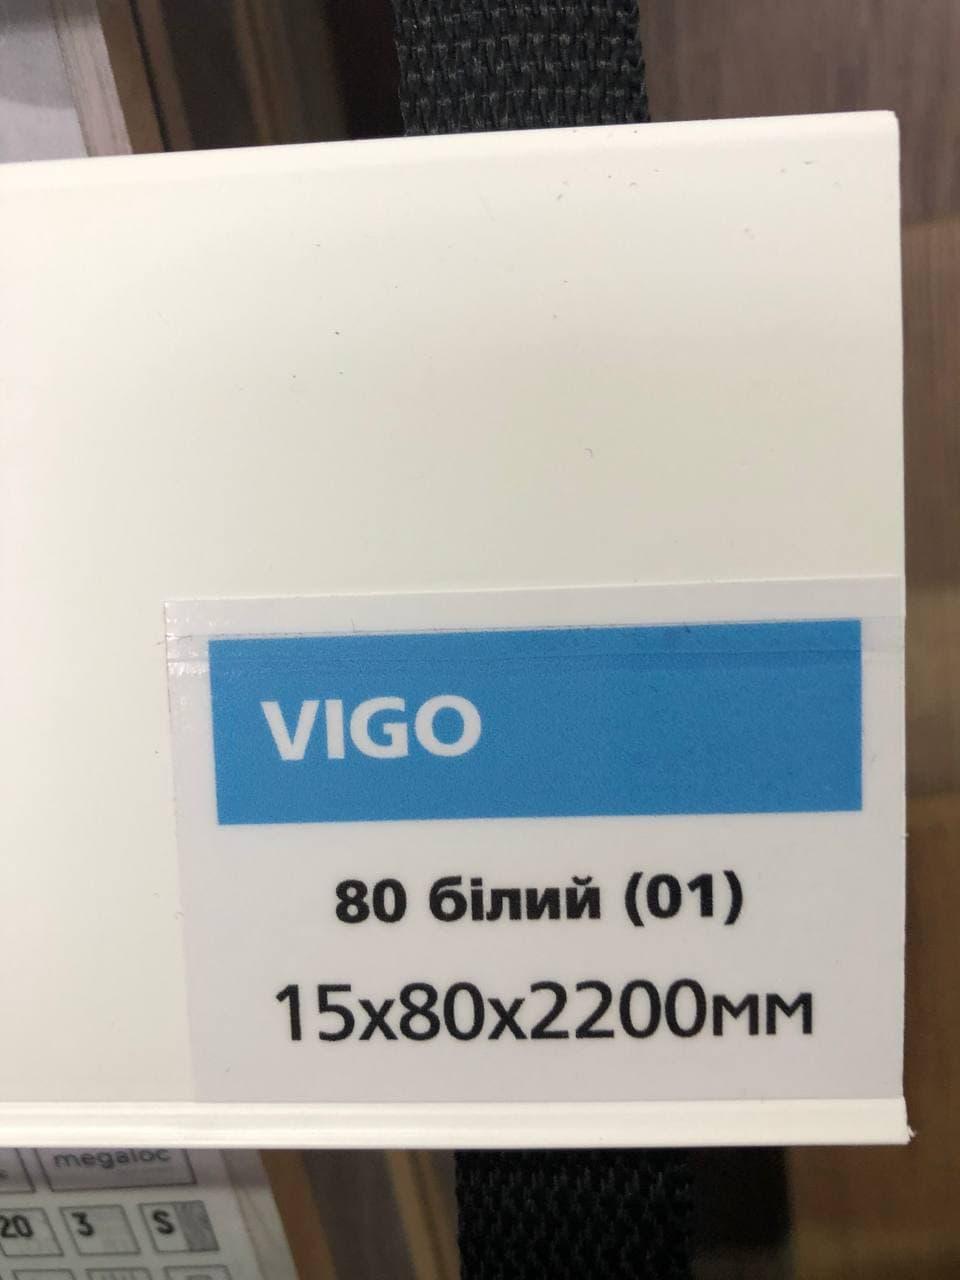 VIGO
80 білий (01)
15x80x2200мм
megaloc
20 3 S